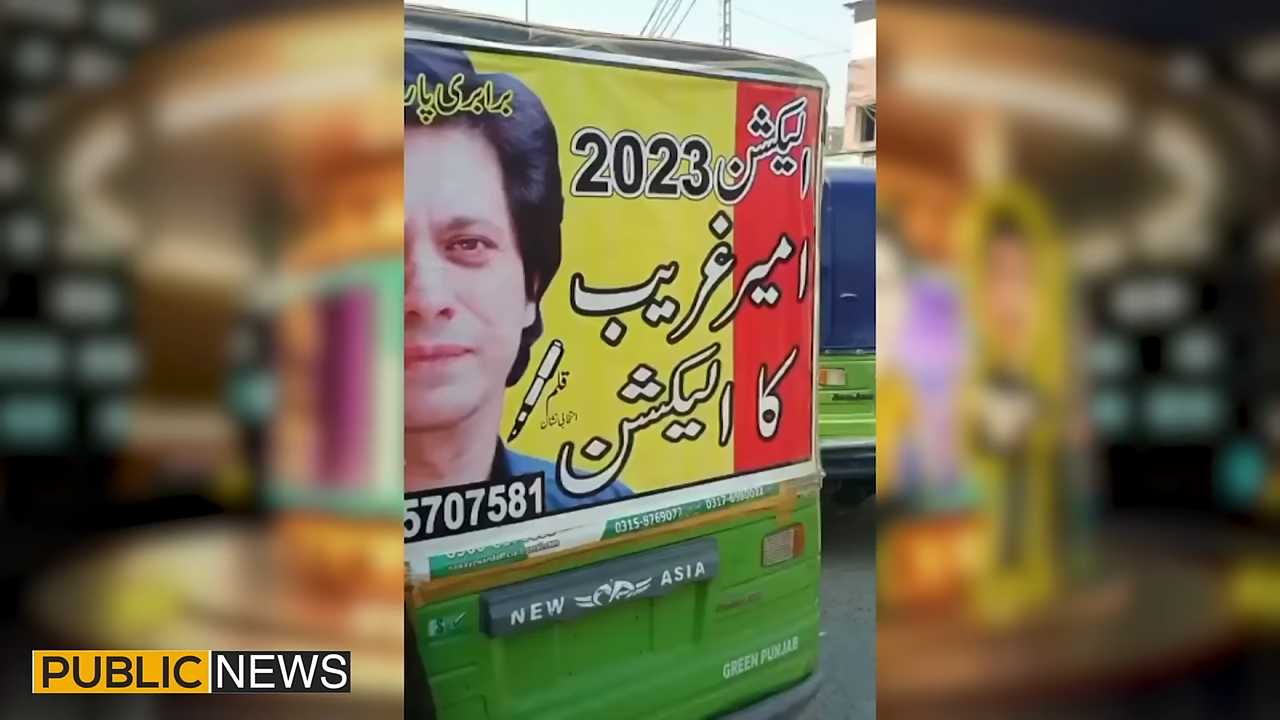 برابری پار
الیکشن 2023
امیر غریب
کا الیکشن
قلم
انتخابی نشان
5707581
0315-8769077
NEW ASIA
GREEN PUNJAB
PUBLIC NEWS